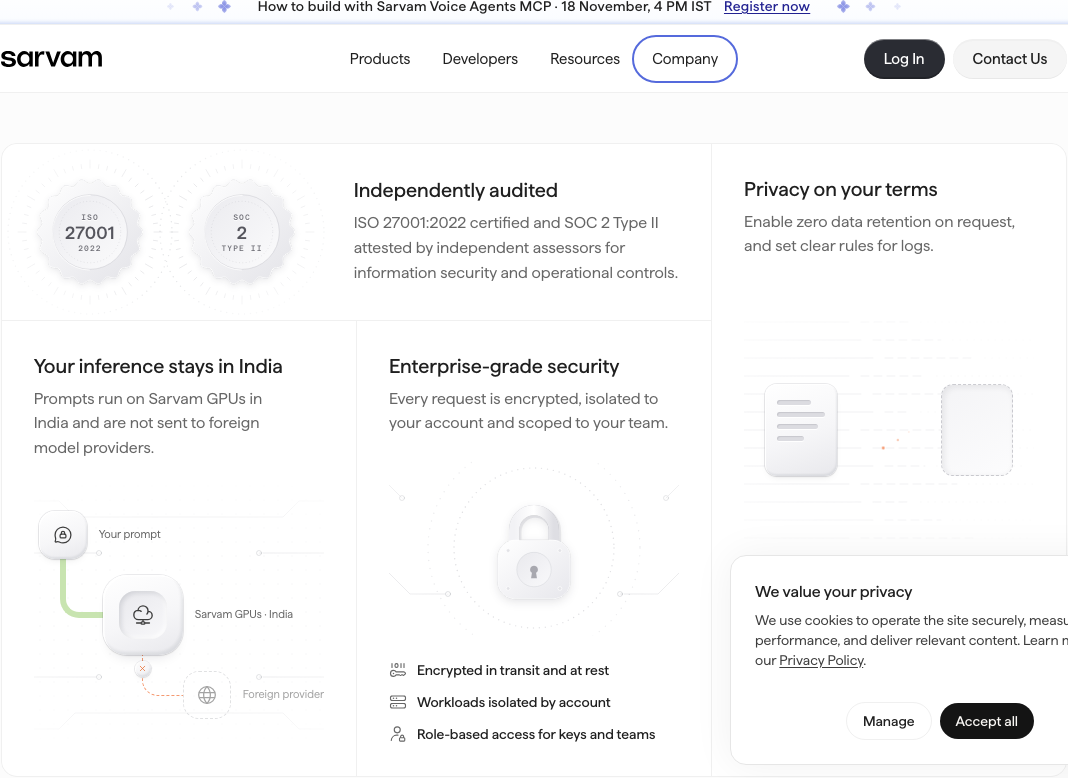 How to build with Sarvam Voice Agents MCP · 18 November, 4 PM IST Register now
sarvam
Products Developers Resources Company
Log In Contact Us
ISO
27001
2022
SOC
2
TYPE II
Independently audited
ISO 27001:2022 certified and SOC 2 Type II
attested by independent assessors for
information security and operational controls.
Privacy on your terms
Enable zero data retention on request,
and set clear rules for logs.
Your inference stays in India
Prompts run on Sarvam GPUs in
India and are not sent to foreign
model providers.
Your prompt
Sarvam GPUs · India
Foreign provider
Enterprise-grade security
Every request is encrypted, isolated to
your account and scoped to your team.
Encrypted in transit and at rest
Workloads isolated by account
Role-based access for keys and teams
We value your privacy
We use cookies to operate the site securely, measu
performance, and deliver relevant content. Learn
our Privacy Policy.
Manage Accept all